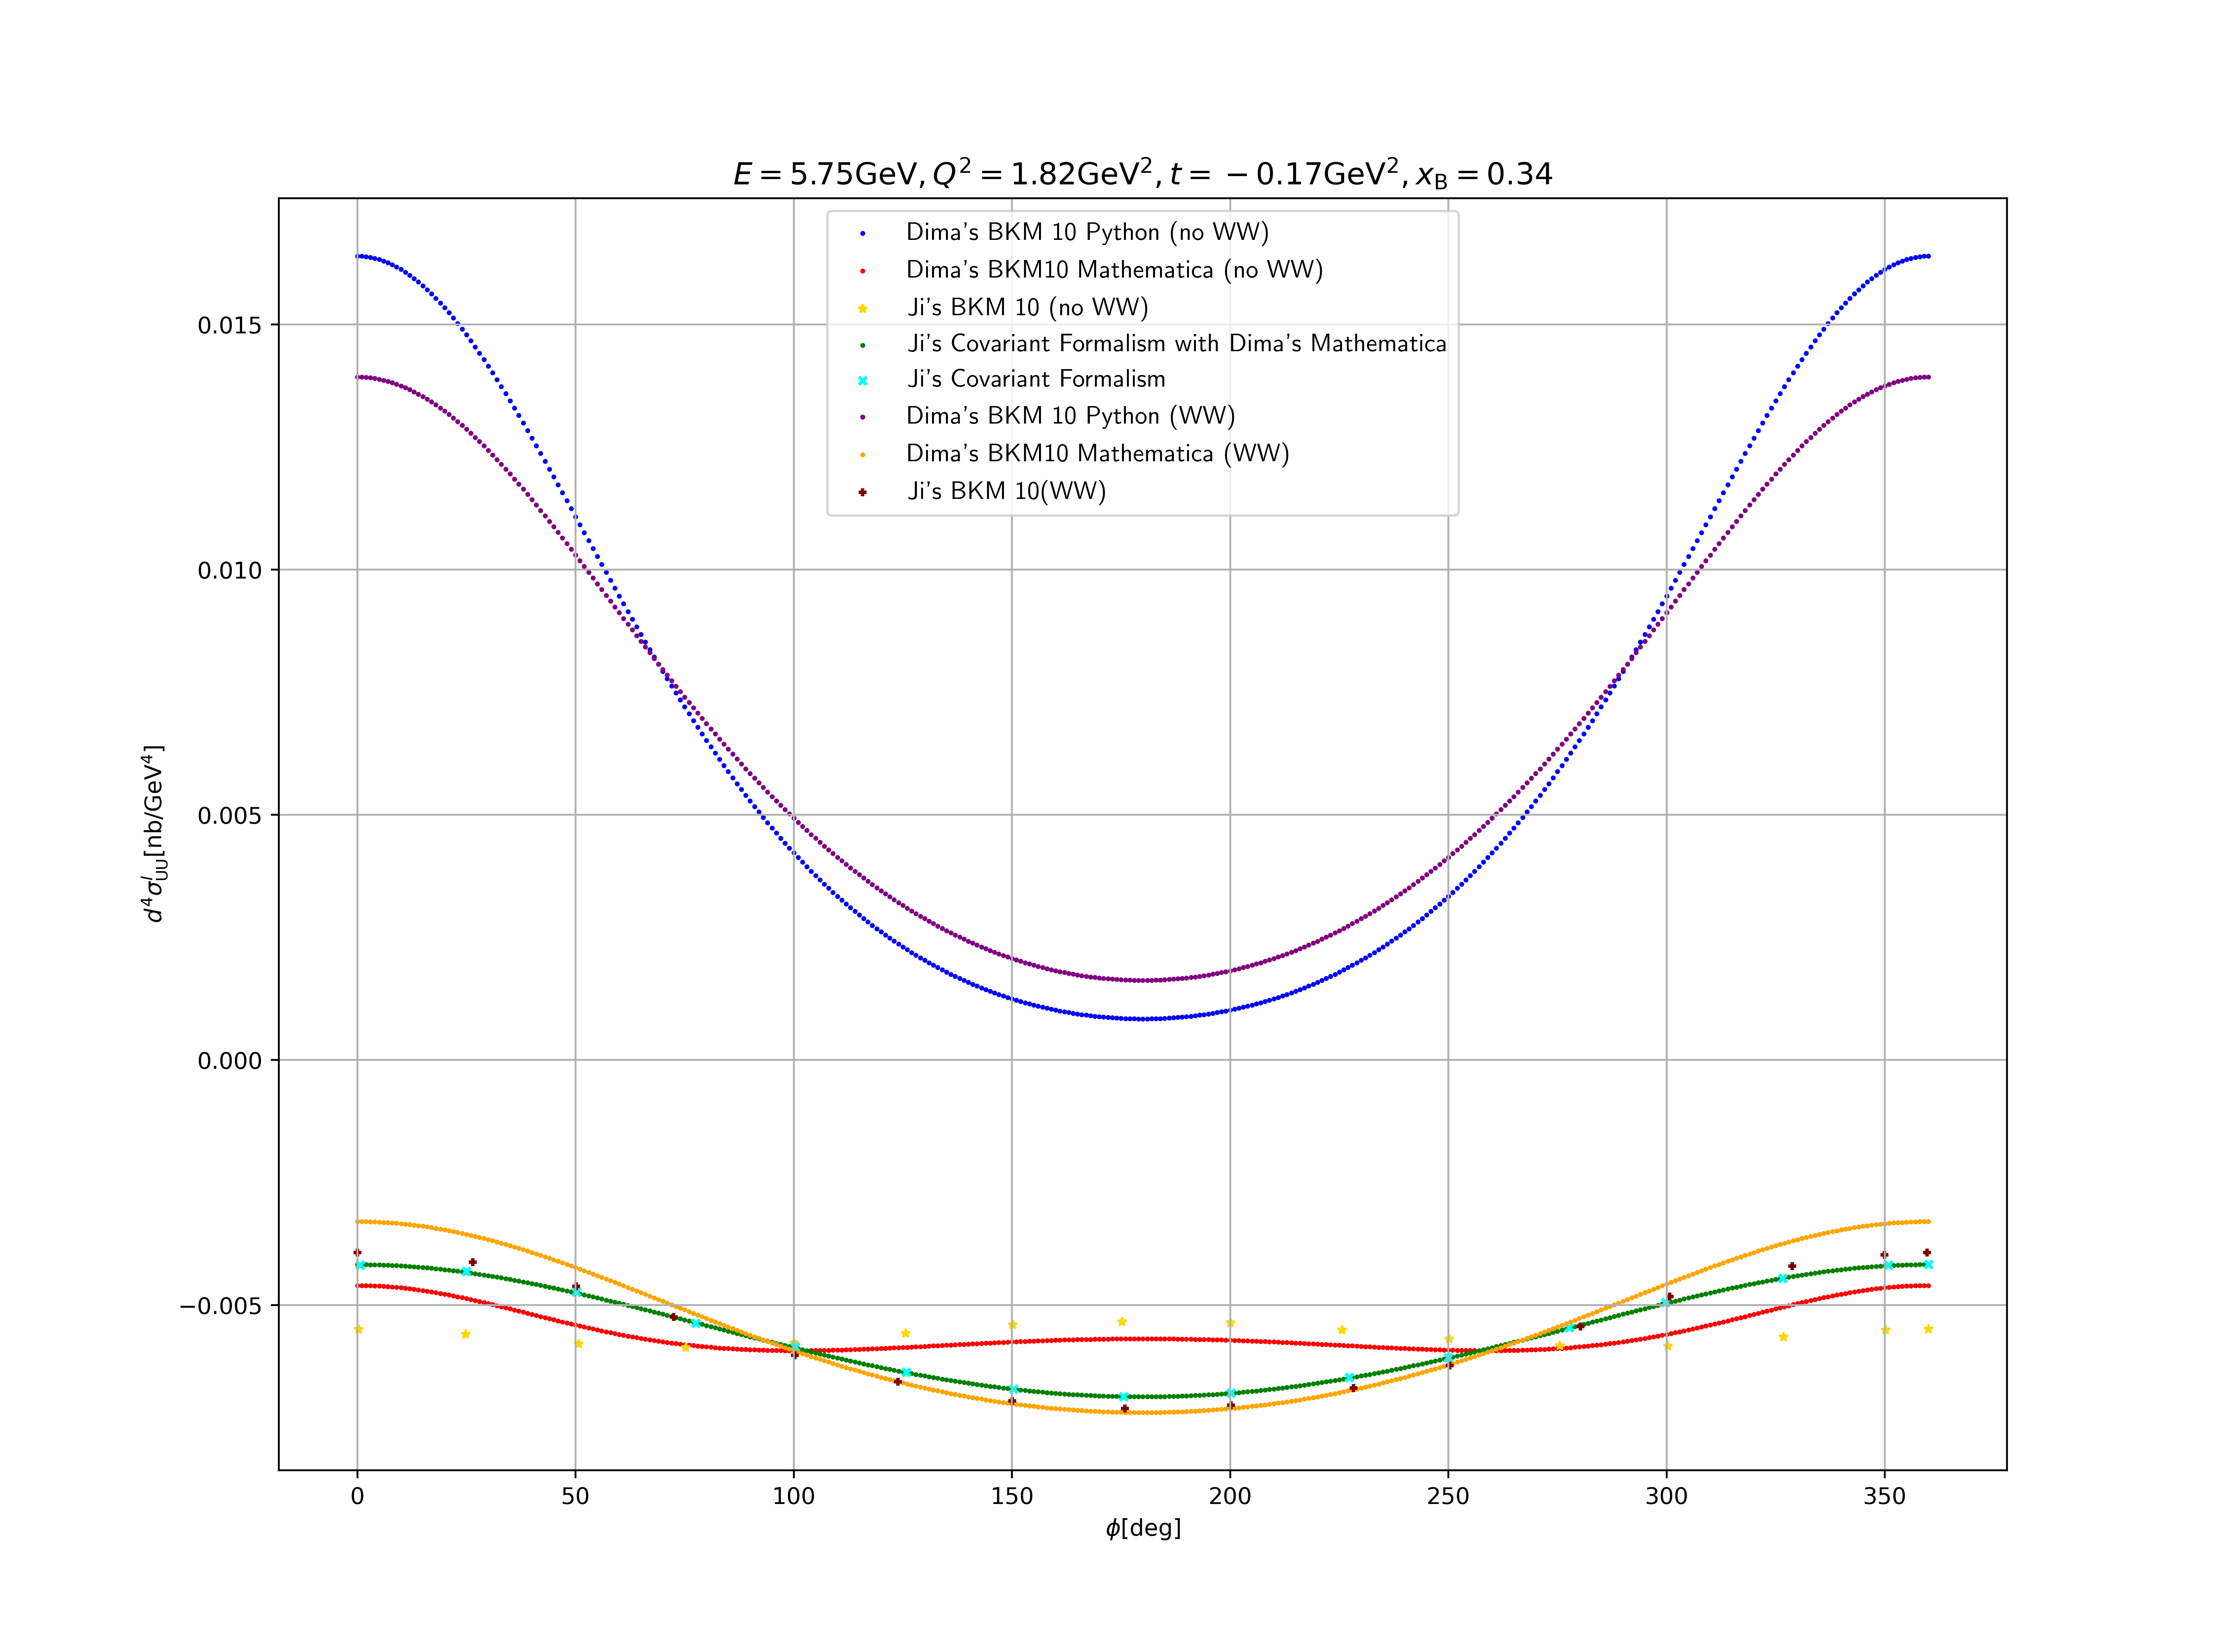 E = 5.75GeV, Q² = 1.82GeV², t = −0.17GeV², x_B = 0.34
Dima's BKM 10 Python (no WW)
Dima's BKM10 Mathematica (no WW)
Ji's BKM 10 (no WW)
Ji's Covariant Formalism with Dima's Mathematica
Ji's Covariant Formalism
Dima's BKM 10 Python (WW)
Dima's BKM10 Mathematica (WW)
Ji's BKM 10(WW)
d⁴σ^I_UU[nb/GeV⁴]
0.015
0.010
0.005
0.000
−0.005
0 50 100 150 200 250 300 350
ϕ[deg]